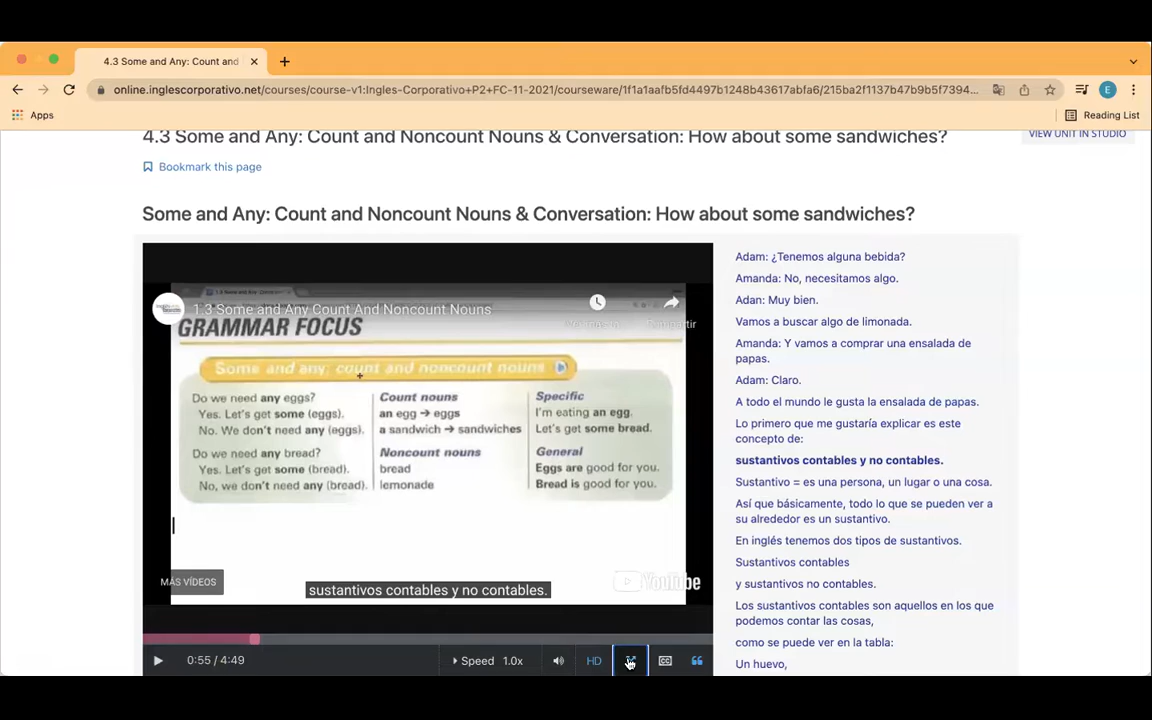 4.3 Some and Any: Count and
online.inglescorporativo.net/courses/course-v1:Ingles-Corporativo+P2+FC-11-2021/courseware/1f1a1aafb5fd4497b1248b43617abfa6/215ba2f1137b47b9b5f7394...
E
Apps
Reading List
4.3 Some and Any: Count and Noncount Nouns & Conversation: How about some sandwiches?
VIEW UNIT IN STUDIO
Bookmark this page
Some and Any: Count and Noncount Nouns & Conversation: How about some sandwiches?
1.3 Some and Any Count And Noncount Nouns
GRAMMAR FOCUS
Some and any: count and noncount nouns
Do we need any eggs?
Yes. Let's get some (eggs).
No. We don't need any (eggs).
Do we need any bread?
Yes. Let's get some (bread).
No, we don't need any (bread).
Count nouns
an egg → eggs
a sandwich → sandwiches
Noncount nouns
bread
lemonade
Specific
I'm eating an egg.
Let's get some bread.
General
Eggs are good for you.
Bread is good for you.
MÁS VÍDEOS
YouTube
sustantivos contables y no contables.
0:55 / 4:49
Speed 1.0x
HD
CC
Adam: ¿Tenemos alguna bebida?
Amanda: No, necesitamos algo.
Adan: Muy bien.
Vamos a buscar algo de limonada.
Amanda: Y vamos a comprar una ensalada de
papas.
Adam: Claro.
A todo el mundo le gusta la ensalada de papas.
Lo primero que me gustaría explicar es este
concepto de:
sustantivos contables y no contables.
Sustantivo = es una persona, un lugar o una cosa.
Así que básicamente, todo lo que se pueden ver a
su alrededor es un sustantivo.
En inglés tenemos dos tipos de sustantivos.
Sustantivos contables
y sustantivos no contables.
Los sustantivos contables son aquellos en los que
podemos contar las cosas,
como se puede ver en la tabla:
Un huevo,